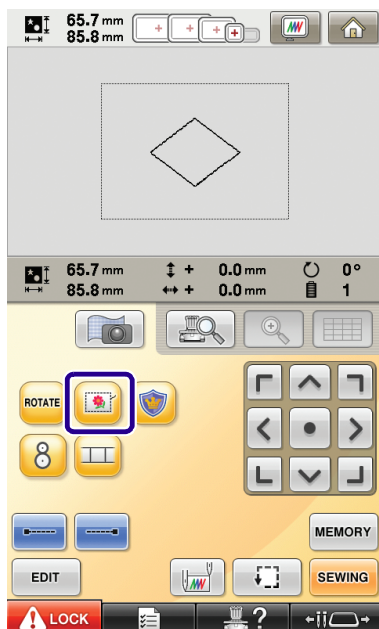 65.7 mm
85.8 mm
65.7 mm + 0.0 mm 0°
85.8 mm + 0.0 mm 1
ROTATE
MEMORY
EDIT SEWING
LOCK ?